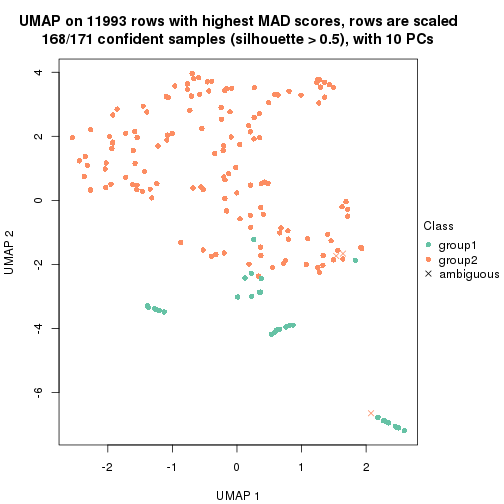 UMAP on 11993 rows with highest MAD scores, rows are scaled
168/171 confident samples (silhouette > 0.5), with 10 PCs
4
2
0
-2
-4
-6
UMAP 2
Class
group1
group2
ambiguous
-2
-1
0
1
2
UMAP 1